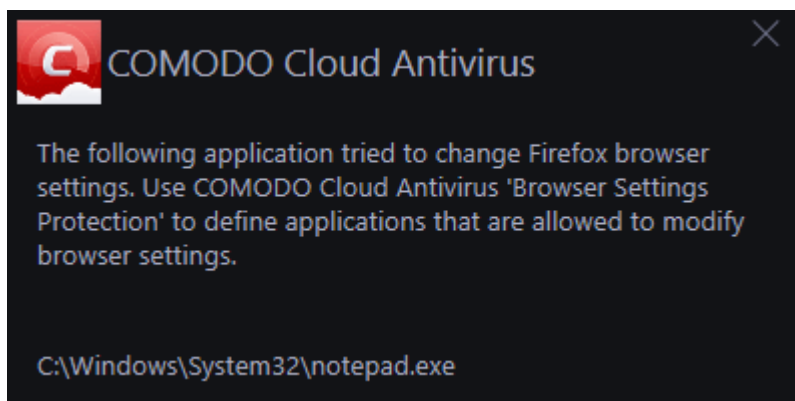 COMODO Cloud Antivirus
The following application tried to change Firefox browser
settings. Use COMODO Cloud Antivirus 'Browser Settings
Protection' to define applications that are allowed to modify
browser settings.
C:\Windows\System32\notepad.exe